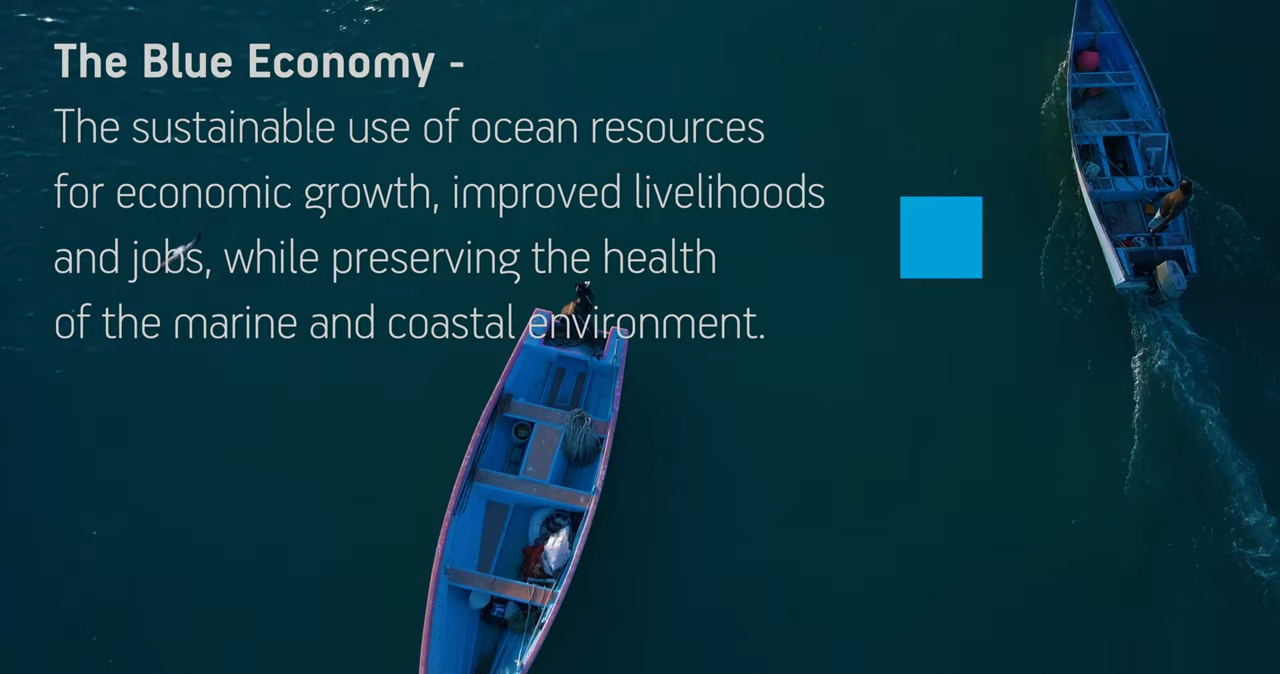 The Blue Economy -
The sustainable use of ocean resources
for economic growth, improved livelihoods
and jobs, while preserving the health
of the marine and coastal environment.